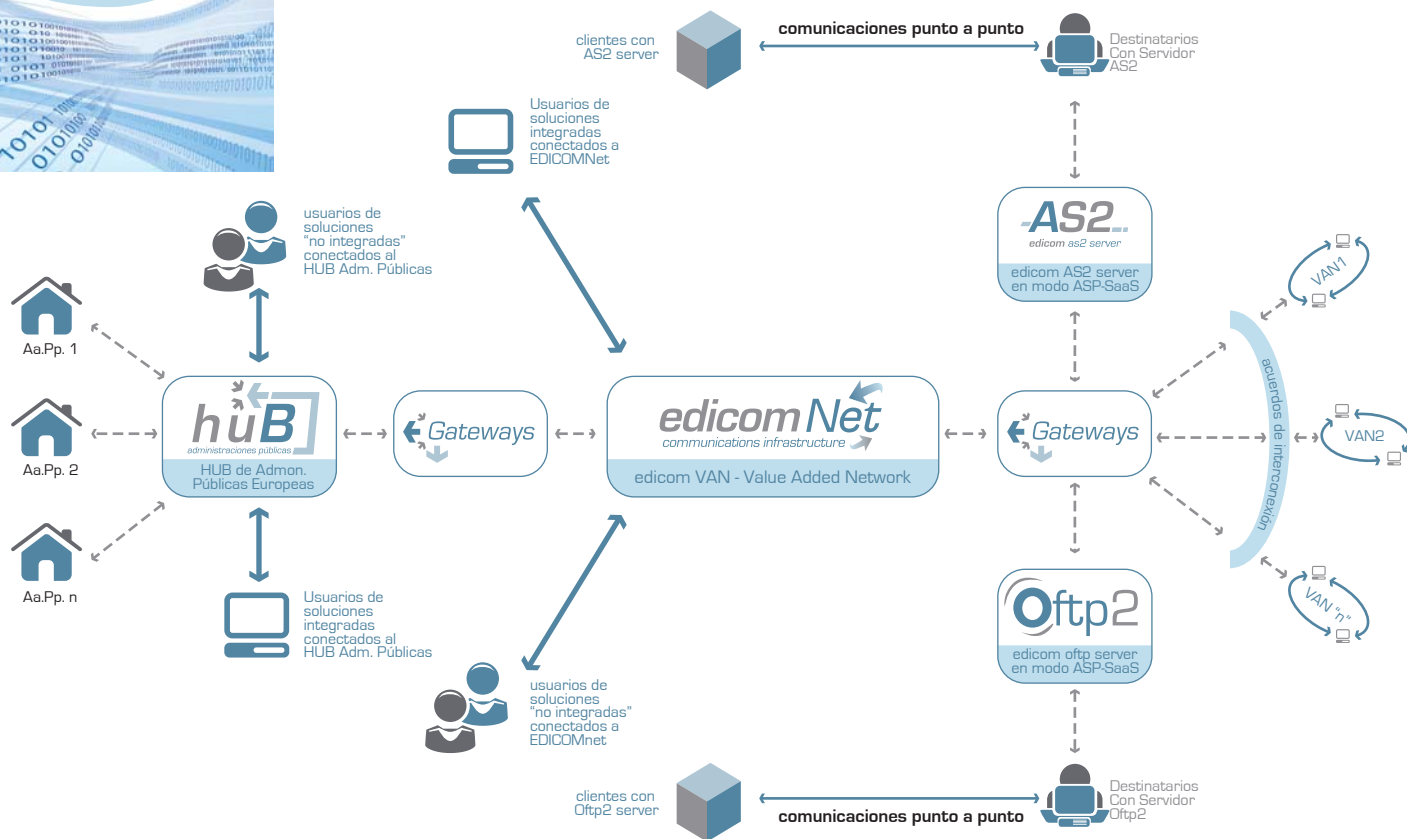 clientes con
AS2 server
comunicaciones punto a punto
Destinatarios
Con Servidor
AS2
Usuarios de
soluciones
integradas
conectados a
EDICOMNet
usuarios de
soluciones
"no integradas"
conectados al
HUB Adm. Públicas
-AS2...
edicom as2 server
edicom AS2 server
en modo ASP-SaaS
Aa.Pp. 1
Aa.Pp. 2
Aa.Pp. n
huB
administraciones públicas
HUB de Admon.
Públicas Europeas
Gateways
edicomNet
communications infrastructure
edicom VAN - Value Added Network
Gateways
acuerdos de interconexión
VAN1
VAN2
VAN "n"
Usuarios de
soluciones
integradas
conectados al
HUB Adm. Públicas
Oftp2
edicom oftp server
en modo ASP-SaaS
usuarios de
soluciones
"no integradas"
conectados a
EDICOMnet
clientes con
Oftp2 server
comunicaciones punto a punto
Destinatarios
Con Servidor
Oftp2